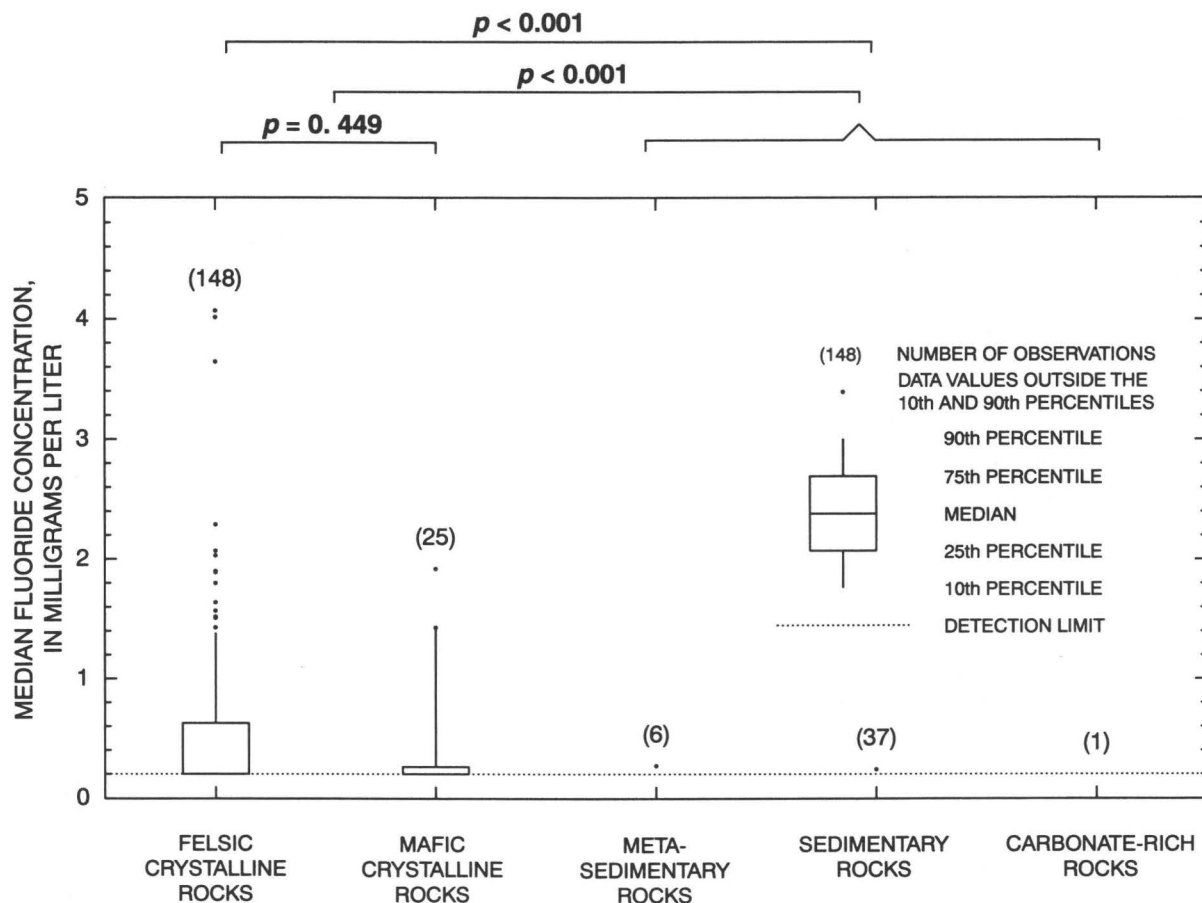 p < 0.001
p < 0.001
p = 0. 449
MEDIAN FLUORIDE CONCENTRATION,
IN MILLIGRAMS PER LITER
5
4
3
2
1
0
(148)
(25)
(6)
(37)
(1)
(148) NUMBER OF OBSERVATIONS
DATA VALUES OUTSIDE THE
10th AND 90th PERCENTILES
90th PERCENTILE
75th PERCENTILE
MEDIAN
25th PERCENTILE
10th PERCENTILE
DETECTION LIMIT
FELSIC
CRYSTALLINE
ROCKS
MAFIC
CRYSTALLINE
ROCKS
META-
SEDIMENTARY
ROCKS
SEDIMENTARY
ROCKS
CARBONATE-RICH
ROCKS